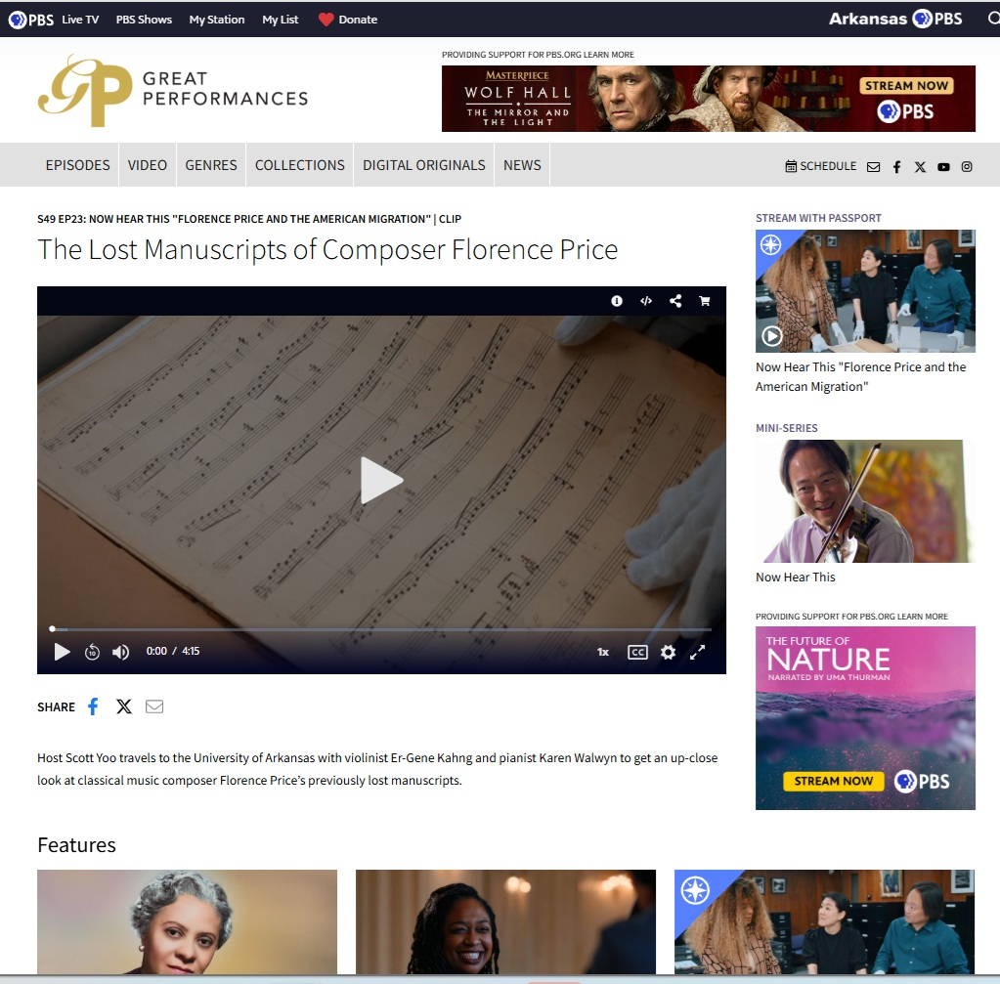 PBS Live TV PBS Shows My Station My List Donate Arkansas PBS
GREAT
PERFORMANCES
PROVIDING SUPPORT FOR PBS.ORG LEARN MORE
MASTERPIECE
WOLF HALL
THE MIRROR AND
THE LIGHT
STREAM NOW
PBS
EPISODES VIDEO GENRES COLLECTIONS DIGITAL ORIGINALS NEWS SCHEDULE
S49 EP23: NOW HEAR THIS "FLORENCE PRICE AND THE AMERICAN MIGRATION" | CLIP
The Lost Manuscripts of Composer Florence Price
10 0:00 / 4:15 1x CC
SHARE
Host Scott Yoo travels to the University of Arkansas with violinist Er-Gene Kahng and pianist Karen Walwyn to get an up-close
look at classical music composer Florence Price’s previously lost manuscripts.
STREAM WITH PASSPORT
Now Hear This "Florence Price and the
American Migration"
MINI-SERIES
Now Hear This
PROVIDING SUPPORT FOR PBS.ORG LEARN MORE
THE FUTURE OF
NATURE
NARRATED BY UMA THURMAN
STREAM NOW PBS
Features